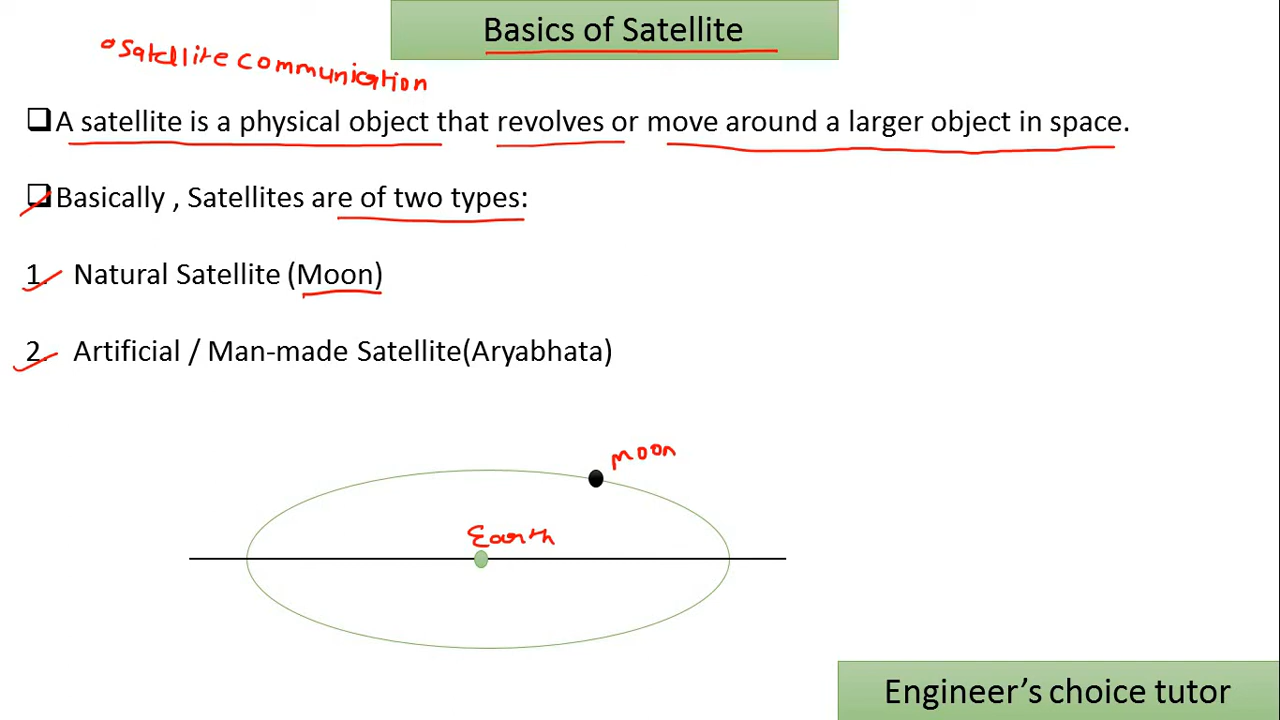 Basics of Satellite
Satellite communication
A satellite is a physical object that revolves or move around a larger object in space.
Basically , Satellites are of two types:
1. Natural Satellite (Moon)
2. Artificial / Man-made Satellite(Aryabhata)
Moon
Earth
Engineer's choice tutor